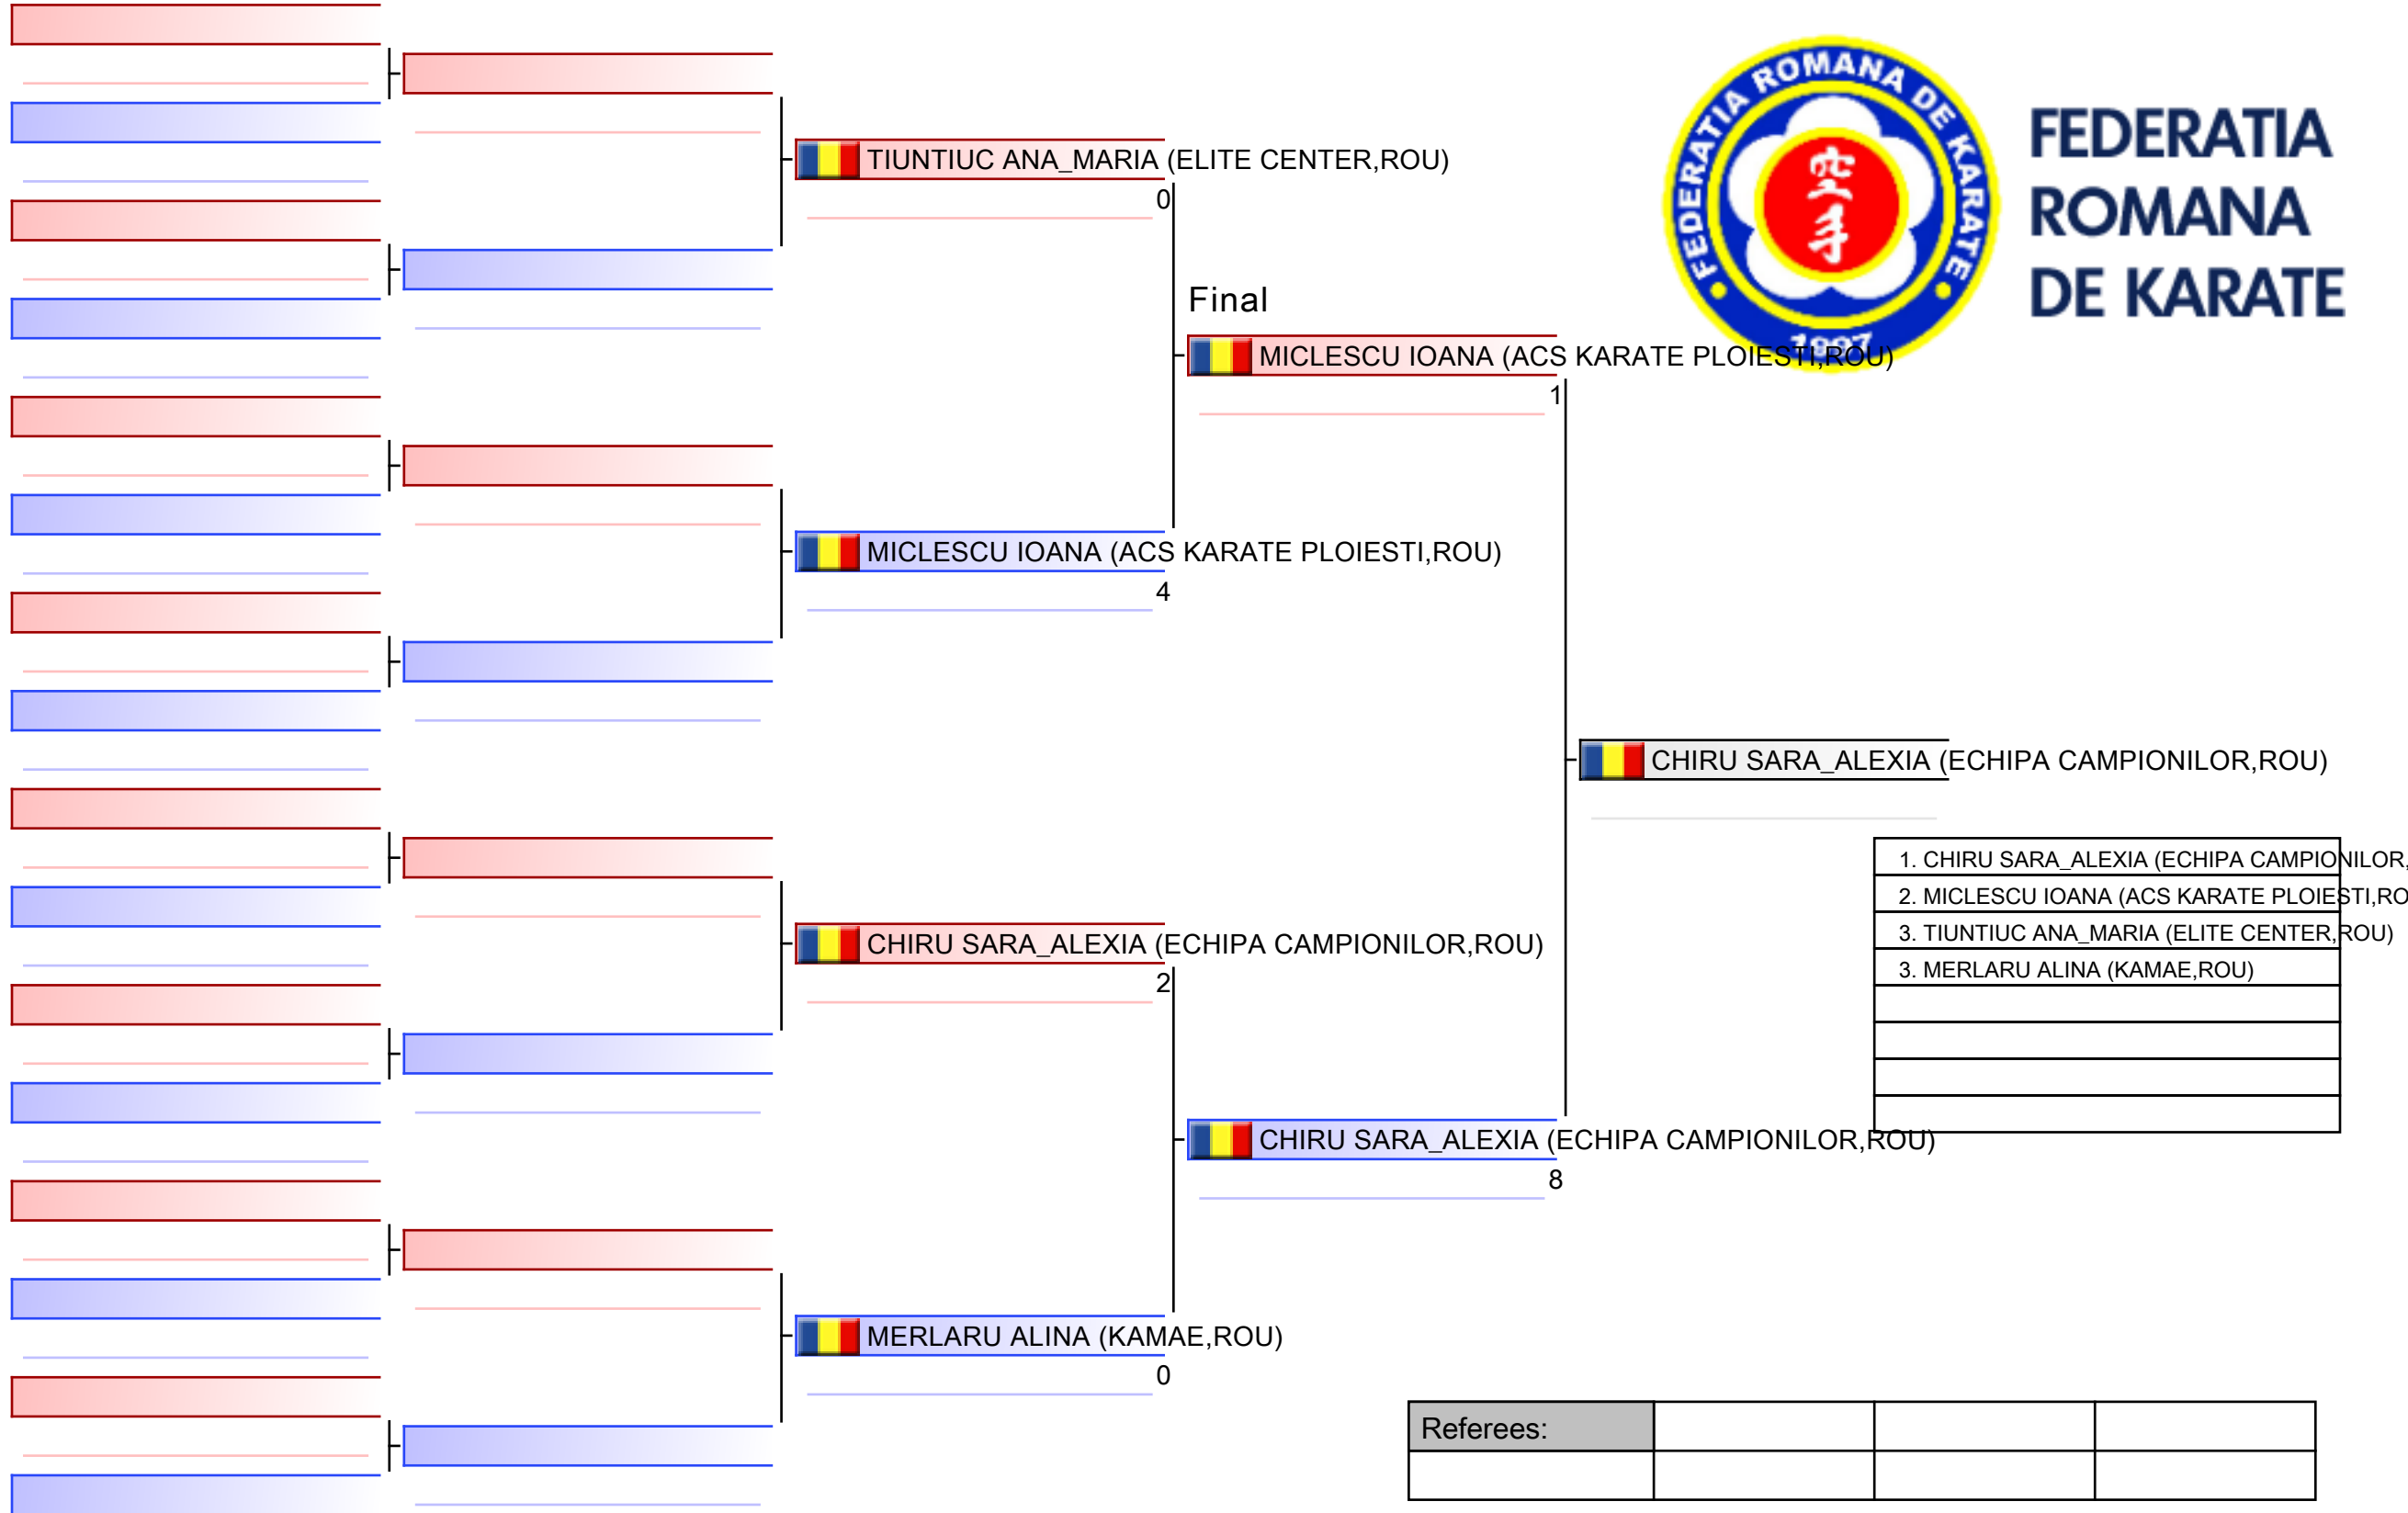 FEDERATIA ROMANA DE KARATE
空手
1997
FEDERATIA
ROMANA
DE KARATE
TIUNTIUC ANA_MARIA (ELITE CENTER,ROU)
0
Final
MICLESCU IOANA (ACS KARATE PLOIESTI,ROU)
1
MICLESCU IOANA (ACS KARATE PLOIESTI,ROU)
4
CHIRU SARA_ALEXIA (ECHIPA CAMPIONILOR,ROU)
1. CHIRU SARA_ALEXIA (ECHIPA CAMPIONILOR,
2. MICLESCU IOANA (ACS KARATE PLOIESTI,RO
3. TIUNTIUC ANA_MARIA (ELITE CENTER,ROU)
3. MERLARU ALINA (KAMAE,ROU)
CHIRU SARA_ALEXIA (ECHIPA CAMPIONILOR,ROU)
2
CHIRU SARA_ALEXIA (ECHIPA CAMPIONILOR,ROU)
8
MERLARU ALINA (KAMAE,ROU)
0
Referees: